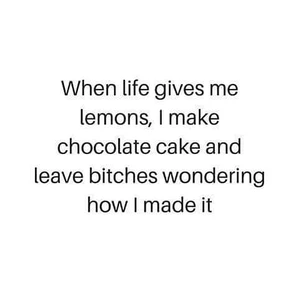 When life gives me
lemons, I make
chocolate cake and
leave bitches wondering
how I made it